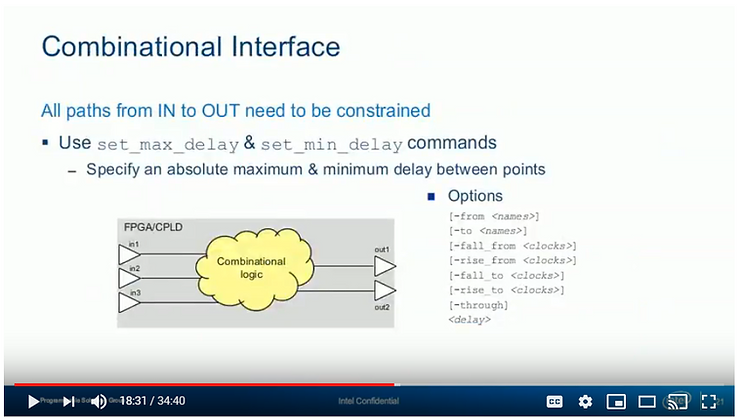 Combinational Interface
All paths from IN to OUT need to be constrained
▪ Use set_max_delay & set_min_delay commands
– Specify an absolute maximum & minimum delay between points
▪ Options
[-from <names>]
[-to <names>]
[-fall_from <clocks>]
[-rise_from <clocks>]
[-fall_to <clocks>]
[-rise_to <clocks>]
[-through]
<delay>
FPGA/CPLD
in1
in2
in3
Combinational
logic
out1
out2
18:31 / 34:40
Intel Confidential
CC